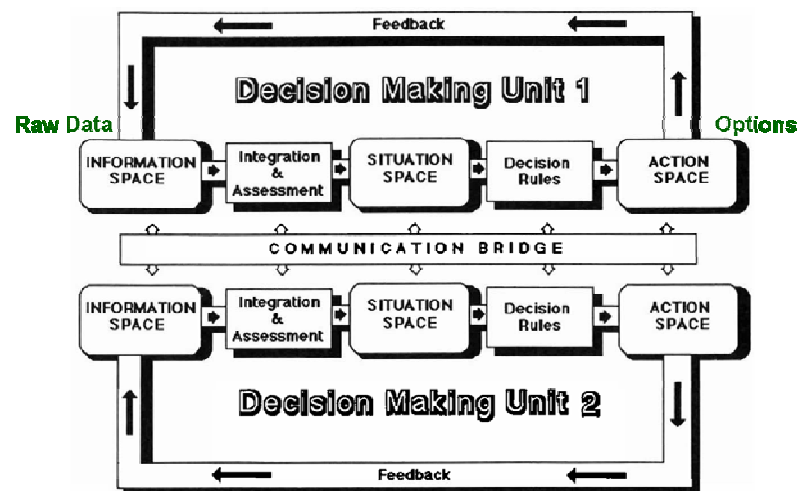 Feedback
Decision Making Unit 1
Raw Data
Options
INFORMATION
SPACE
Integration
&
Assessment
SITUATION
SPACE
Decision
Rules
ACTION
SPACE
COMMUNICATION BRIDGE
INFORMATION
SPACE
Integration
&
Assessment
SITUATION
SPACE
Decision
Rules
ACTION
SPACE
Decision Making Unit 2
Feedback